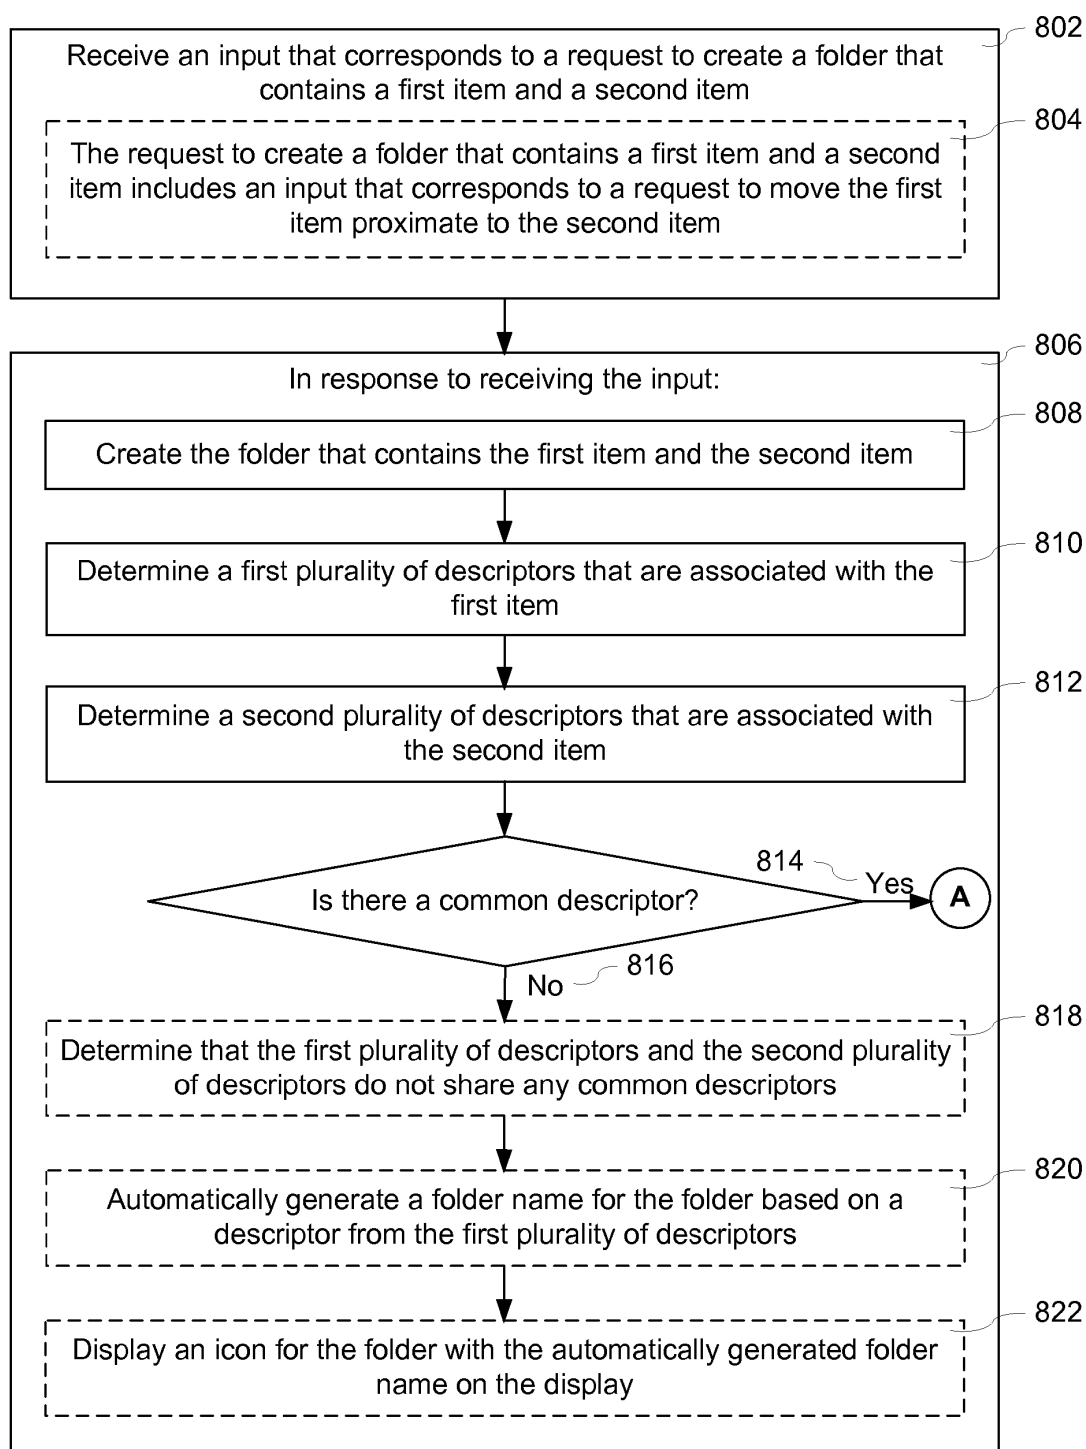 802
Receive an input that corresponds to a request to create a folder that
contains a first item and a second item
804
The request to create a folder that contains a first item and a second
item includes an input that corresponds to a request to move the first
item proximate to the second item
806
In response to receiving the input:
808
Create the folder that contains the first item and the second item
810
Determine a first plurality of descriptors that are associated with the
first item
812
Determine a second plurality of descriptors that are associated with
the second item
814
Yes
Is there a common descriptor?
A
816
No
818
Determine that the first plurality of descriptors and the second plurality
of descriptors do not share any common descriptors
820
Automatically generate a folder name for the folder based on a
descriptor from the first plurality of descriptors
822
Display an icon for the folder with the automatically generated folder
name on the display